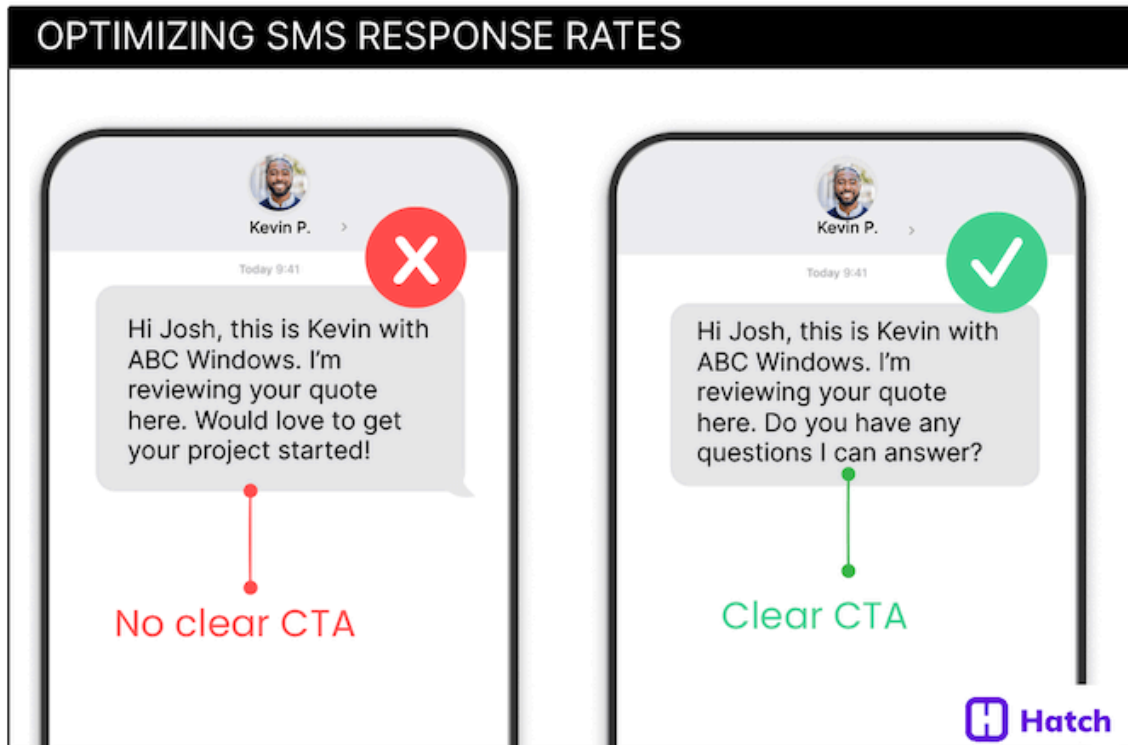 OPTIMIZING SMS RESPONSE RATES
Kevin P.
Today 9:41
Hi Josh, this is Kevin with
ABC Windows. I'm
reviewing your quote
here. Would love to get
your project started!
No clear CTA
Kevin P.
Today 9:41
Hi Josh, this is Kevin with
ABC Windows. I'm
reviewing your quote
here. Do you have any
questions I can answer?
Clear CTA
Hatch